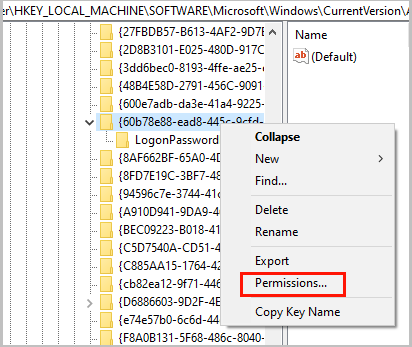 er\HKEY_LOCAL_MACHINE\SOFTWARE\Microsoft\Windows\CurrentVersion\A
{27FBDB57-B613-4AF2-9D7E
{2D8B3101-E025-480D-917C
{3dd6bec0-8193-4ffe-ae25-
{48B4E58D-2791-456C-9091
{600e7adb-da3e-41a4-9225-
{60b78e88-ead8-445c-9cfd-
LogonPassword
{8AF662BF-65A0-4D
{8FD7E19C-3BF7-48
{94596c7e-3744-41
{A910D941-9DA9-4
{BEC09223-B018-41
{C5D7540A-CD51-4
{C885AA15-1764-42
{cb82ea12-9f71-446
{D6886603-9D2F-4E
{e74e57b0-6c6d-44
{F8A0B131-5F68-486c-8040-
Name
(Default)
Collapse
New
Find...
Delete
Rename
Export
Permissions...
Copy Key Name